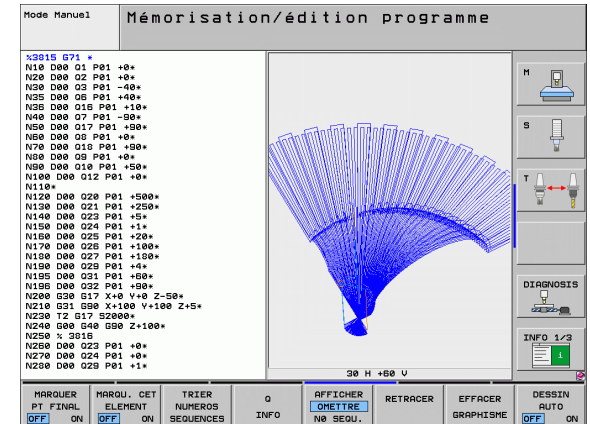 Mode Manuel
Mémorisation/édition programme
%3815 G71 *
N10 D00 Q1 P01 +0*
N20 D00 Q2 P01 +0*
N30 D00 Q3 P01 -40*
N35 D00 Q6 P01 +40*
N36 D00 Q16 P01 +10*
N40 D00 Q7 P01 -90*
N50 D00 Q17 P01 +90*
N60 D00 Q8 P01 +0*
N70 D00 Q18 P01 +90*
N80 D00 Q9 P01 +0*
N90 D00 Q10 P01 +50*
N100 D00 Q12 P01 +0*
N110*
N120 D00 Q20 P01 +500*
N130 D00 Q21 P01 +250*
N140 D00 Q23 P01 +5*
N150 D00 Q24 P01 +1*
N160 D00 Q25 P01 +20*
N170 D00 Q26 P01 +100*
N180 D00 Q27 P01 +180*
N190 D00 Q29 P01 +4*
N195 D00 Q31 P01 +60*
N196 D00 Q32 P01 +90*
N200 G30 G17 X+0 Y+0 Z-50*
N210 G31 G90 X+100 Y+100 Z+5*
N230 T2 G17 S2000*
N240 G00 G40 G90 Z+100*
N250 % 3816
N260 D00 Q23 P01 +0*
N270 D00 Q24 P01 +0*
N280 D00 Q29 P01 +1*
30 H +60 V
M
S
T
DIAGNOSIS
INFO 1/3
i
MARQUER
PT FINAL
OFF ON
MARQU. CET
ELEMENT
OFF ON
TRIER
NUMEROS
SEQUENCES
Q
INFO
AFFICHER
OMETTRE
NO SEQU.
RETRACER
EFFACER
GRAPHISME
DESSIN
AUTO
OFF ON